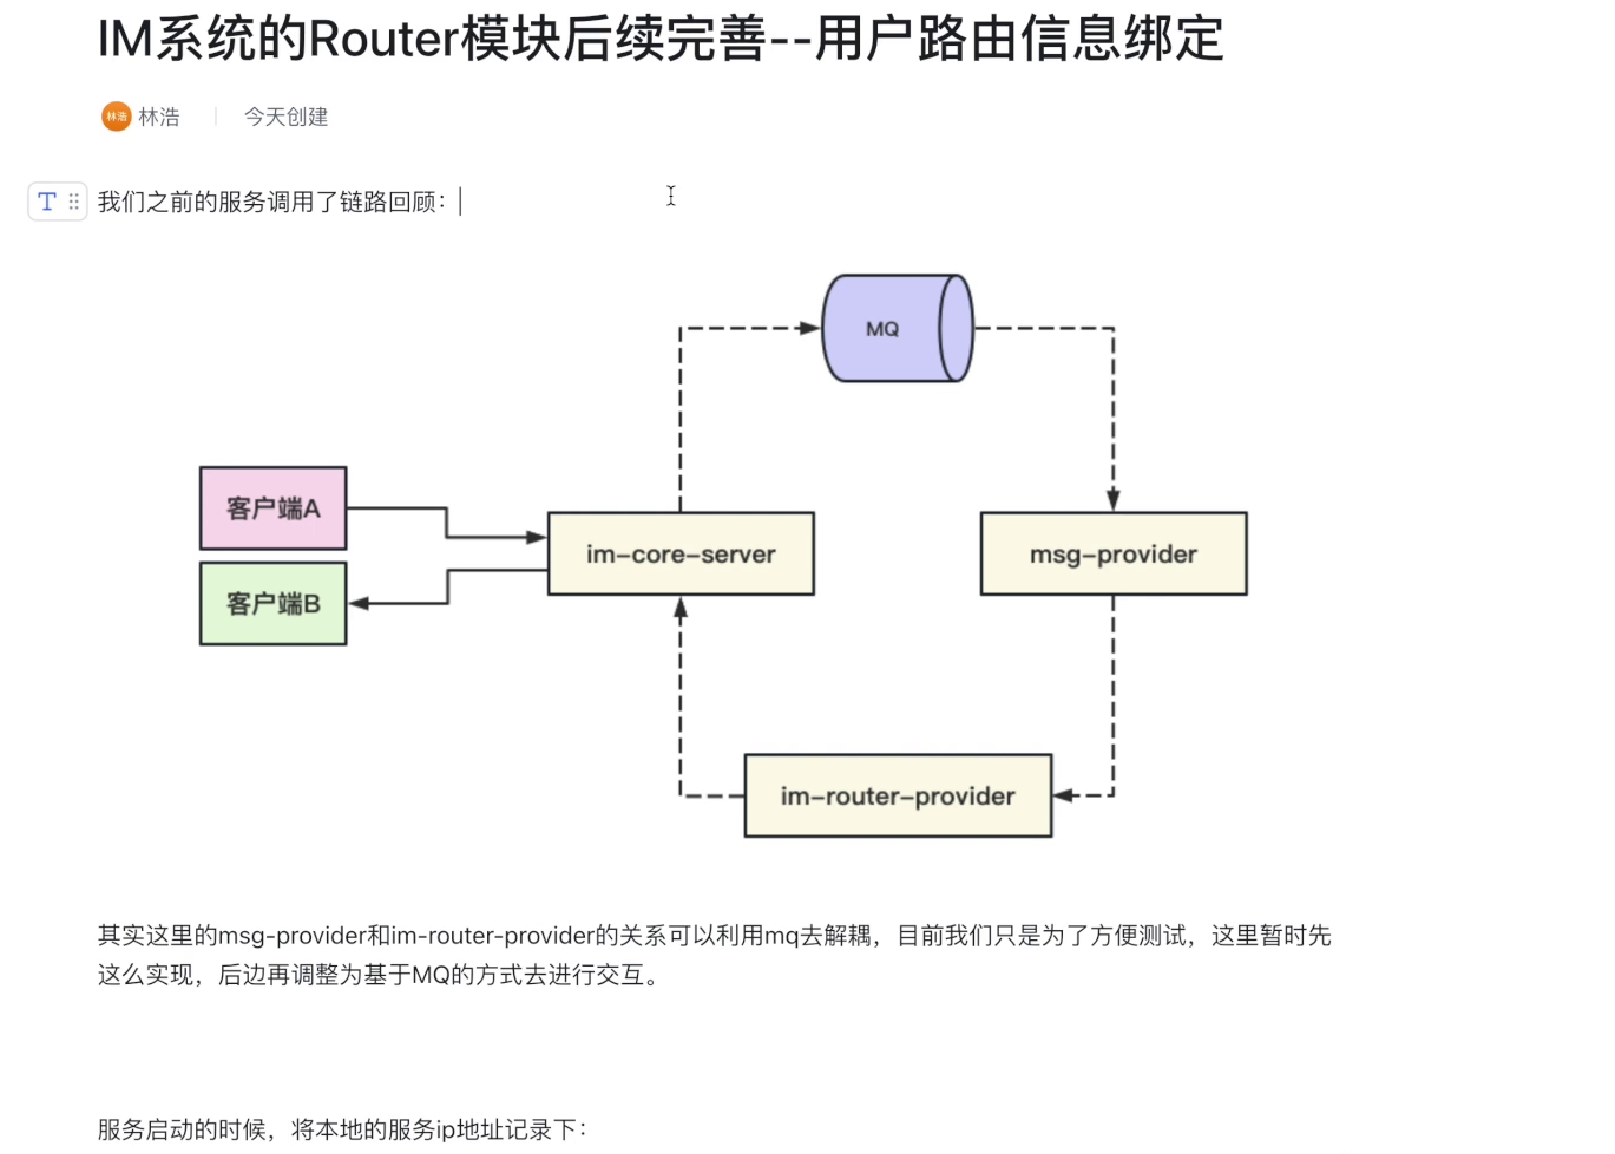 IM系统的Router模块后续完善--用户路由信息绑定
林浩 林浩 今天创建
T 我们之前的服务调用了链路回顾：
MQ
客户端A
im-core-server
msg-provider
客户端B
im-router-provider
其实这里的msg-provider和im-router-provider的关系可以利用mq去解耦，目前我们只是为了方便测试，这里暂时先
这么实现，后边再调整为基于MQ的方式去进行交互。
服务启动的时候，将本地的服务ip地址记录下：